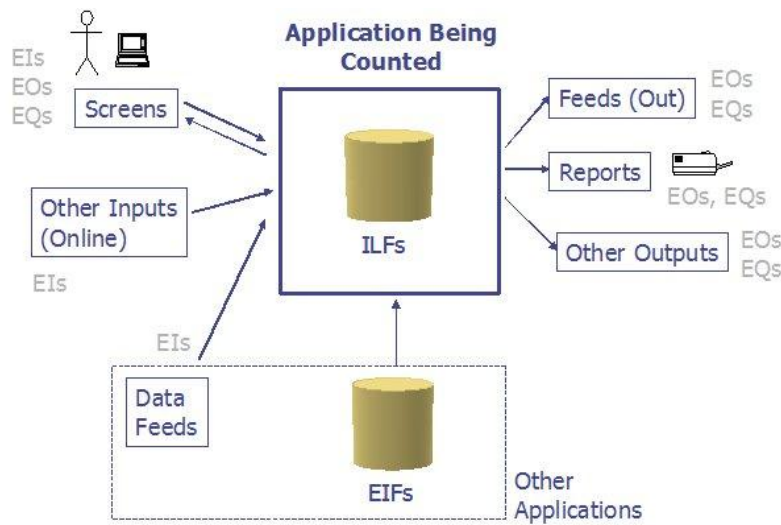 Application Being
Counted
EIs
EOs
EQs
Screens
Feeds (Out)
EOs
EQs
Reports
EOs, EQs
Other Inputs
(Online)
EIs
ILFs
Other Outputs
EOs
EQs
EIs
Data
Feeds
EIFs
Other
Applications